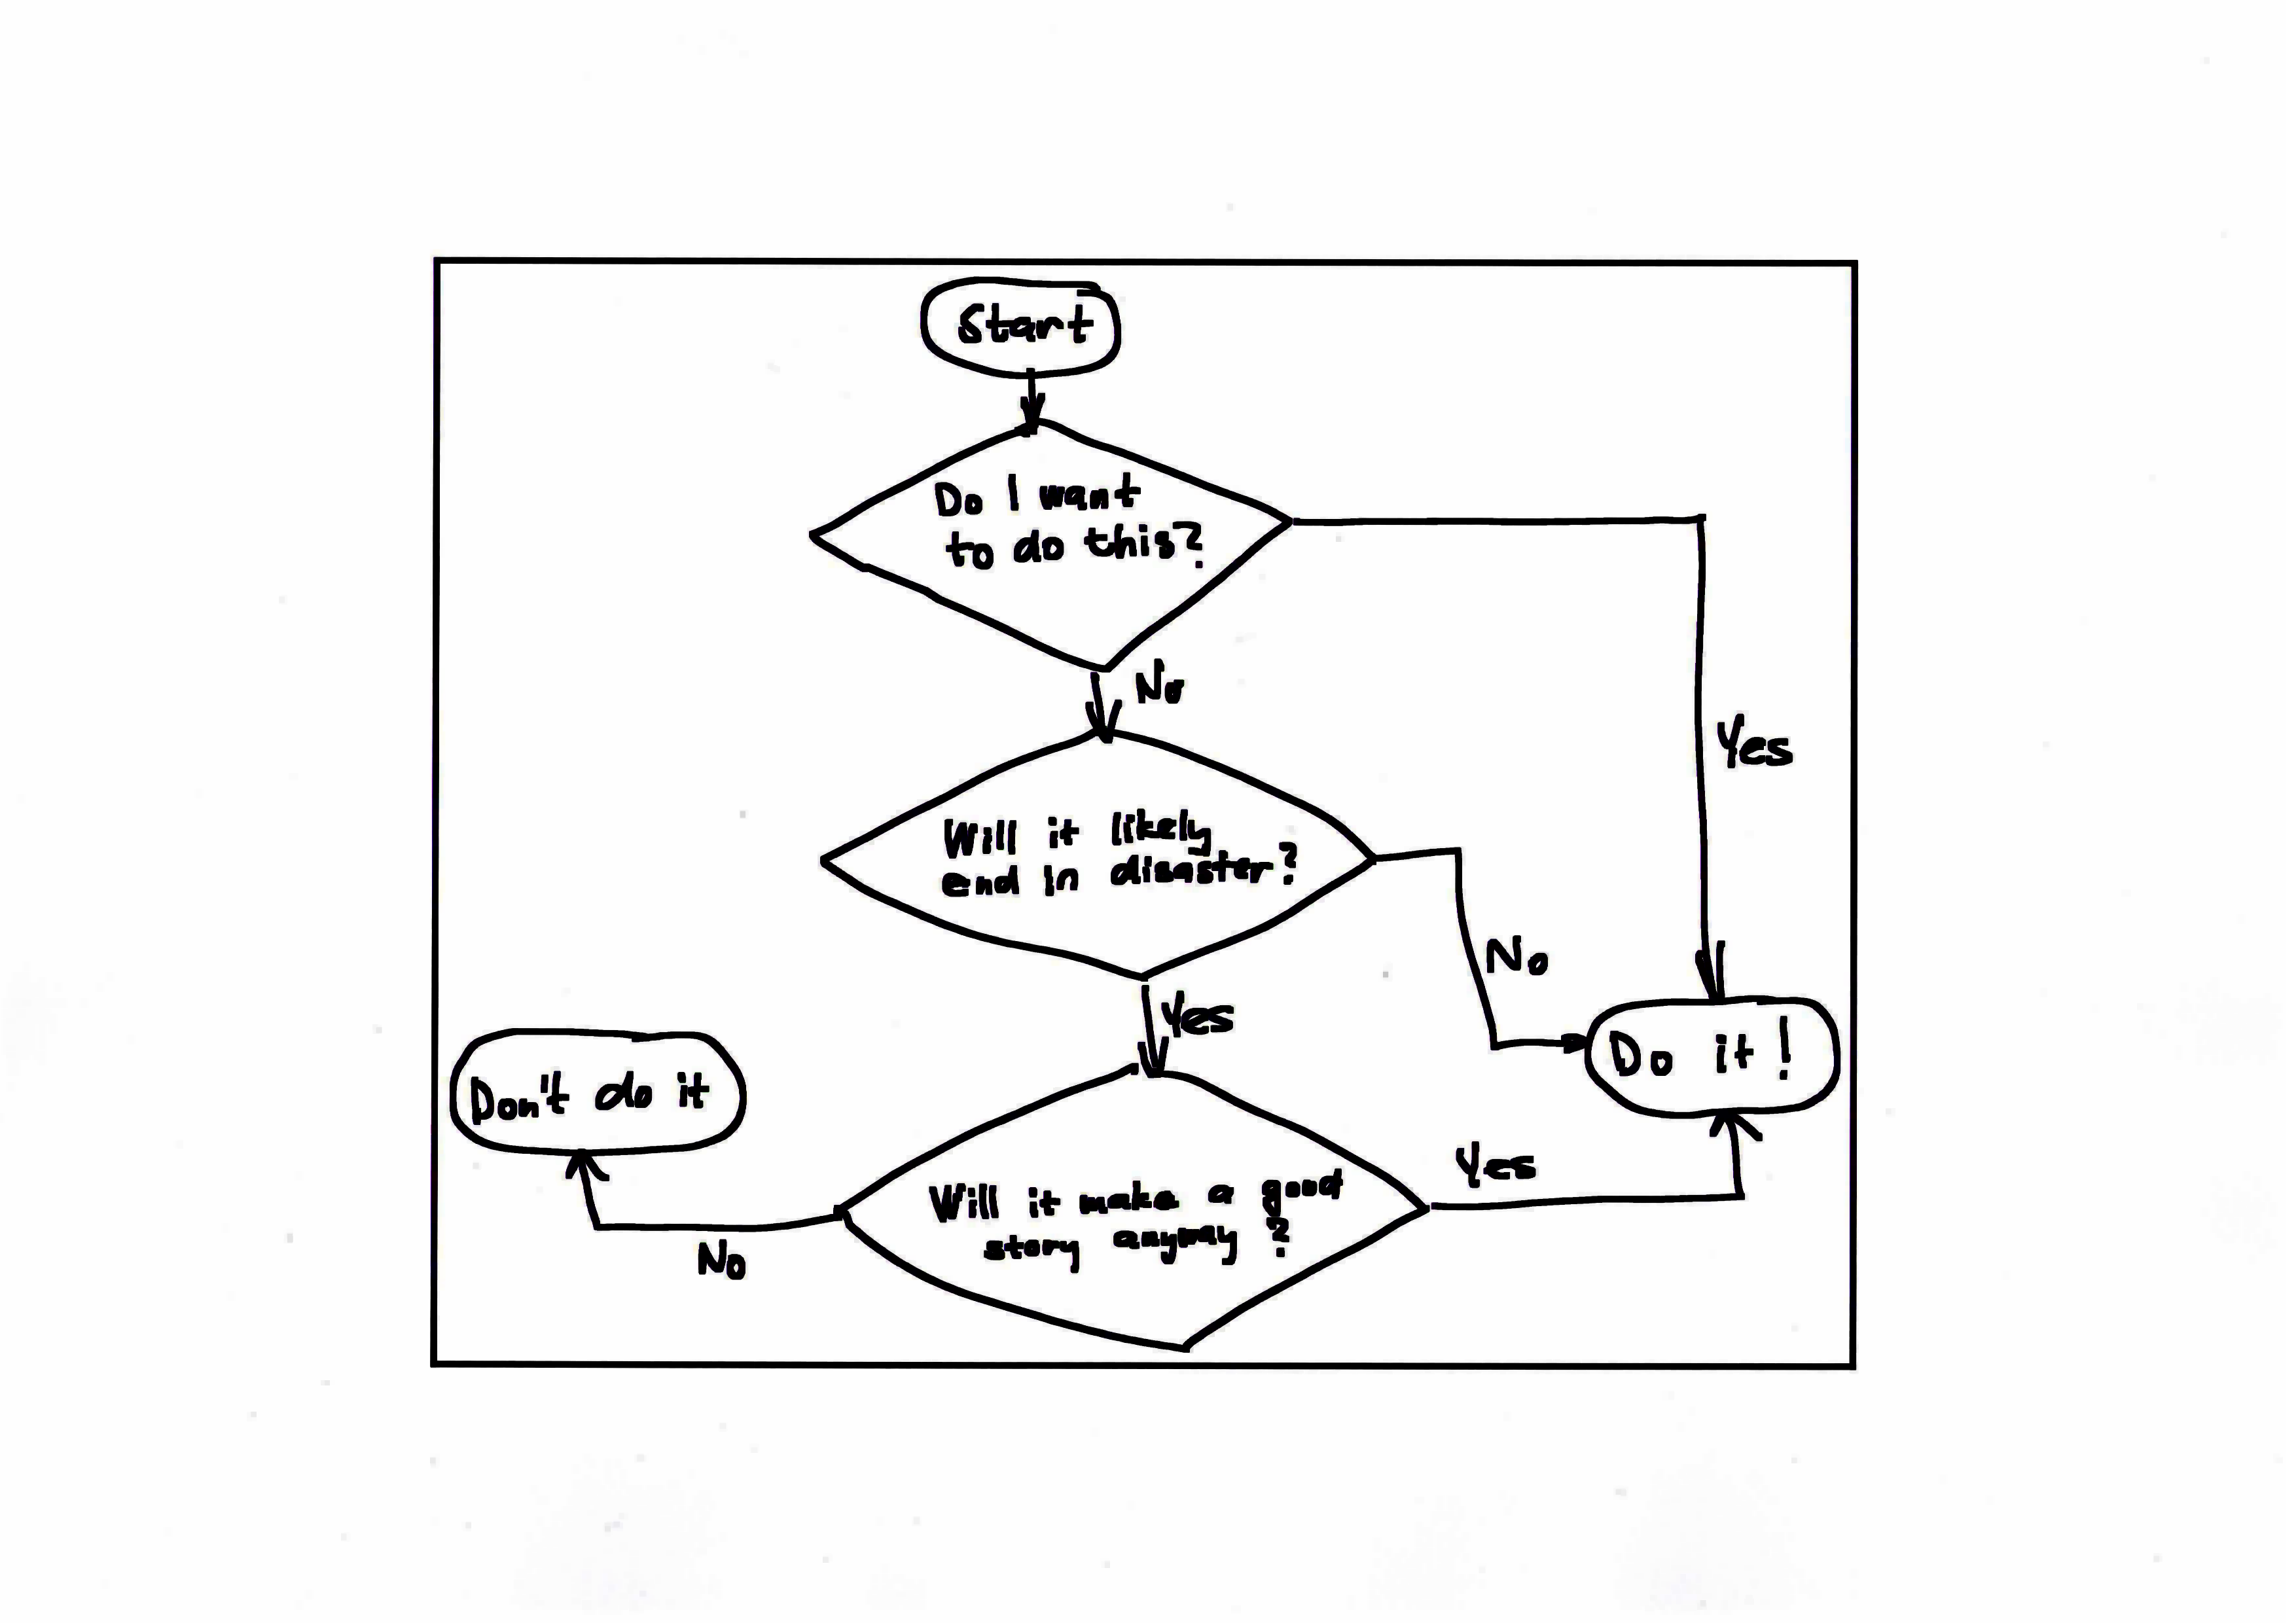 Start
Do I want
to do this?
No
Yes
Will it likely
end in disaster?
No
Yes
Don't do it
Do it!
Will it make a good
story anyway?
Yes
No